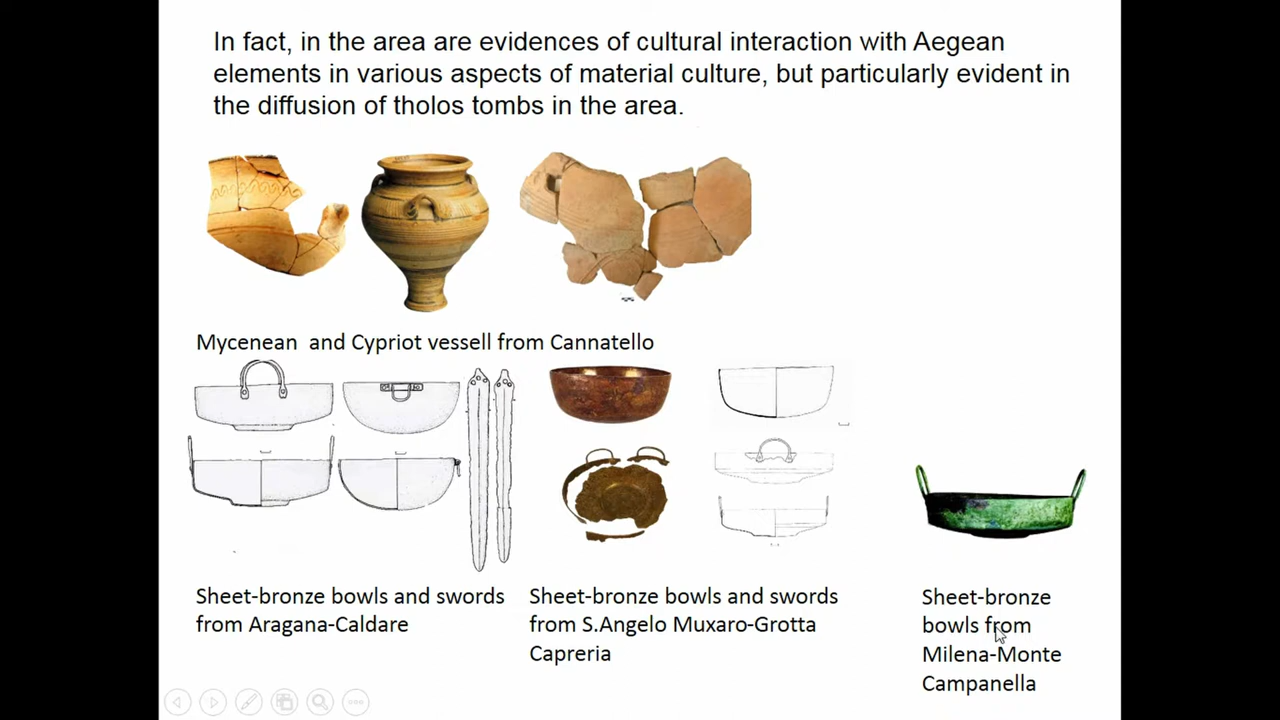 In fact, in the area are evidences of cultural interaction with Aegean
elements in various aspects of material culture, but particularly evident in
the diffusion of tholos tombs in the area.
Mycenean and Cypriot vessell from Cannatello
Sheet-bronze bowls and swords
from Aragana-Caldare
Sheet-bronze bowls and swords
from S.Angelo Muxaro-Grotta
Capreria
Sheet-bronze
bowls from
Milena-Monte
Campanella